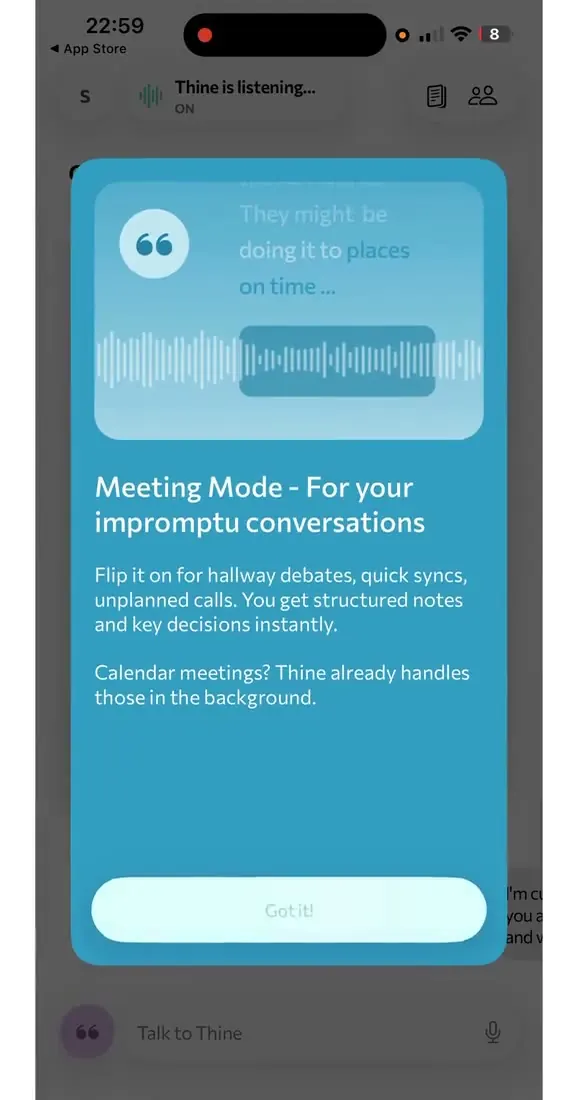 22:59
8
◀ App Store
S
Thine is listening...
ON
They might be
doing it to places
on time ...
Meeting Mode - For your
impromptu conversations
Flip it on for hallway debates, quick syncs,
unplanned calls. You get structured notes
and key decisions instantly.
Calendar meetings? Thine already handles
those in the background.
Got it!
I'm
you
and
Talk to Thine